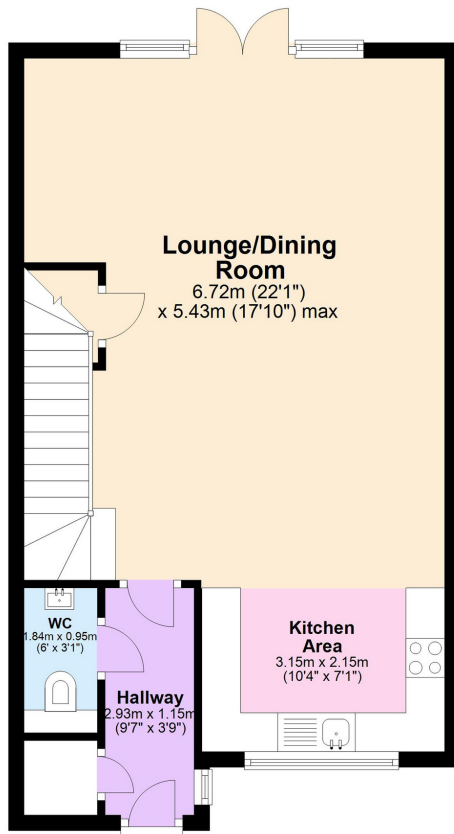 Lounge/Dining
Room
6.72m (22'1")
x 5.43m (17'10") max
WC
1.84m x 0.95m
(6' x 3'1")
Kitchen
Area
3.15m x 2.15m
(10'4" x 7'1")
Hallway
2.93m x 1.15m
(9'7" x 3'9")